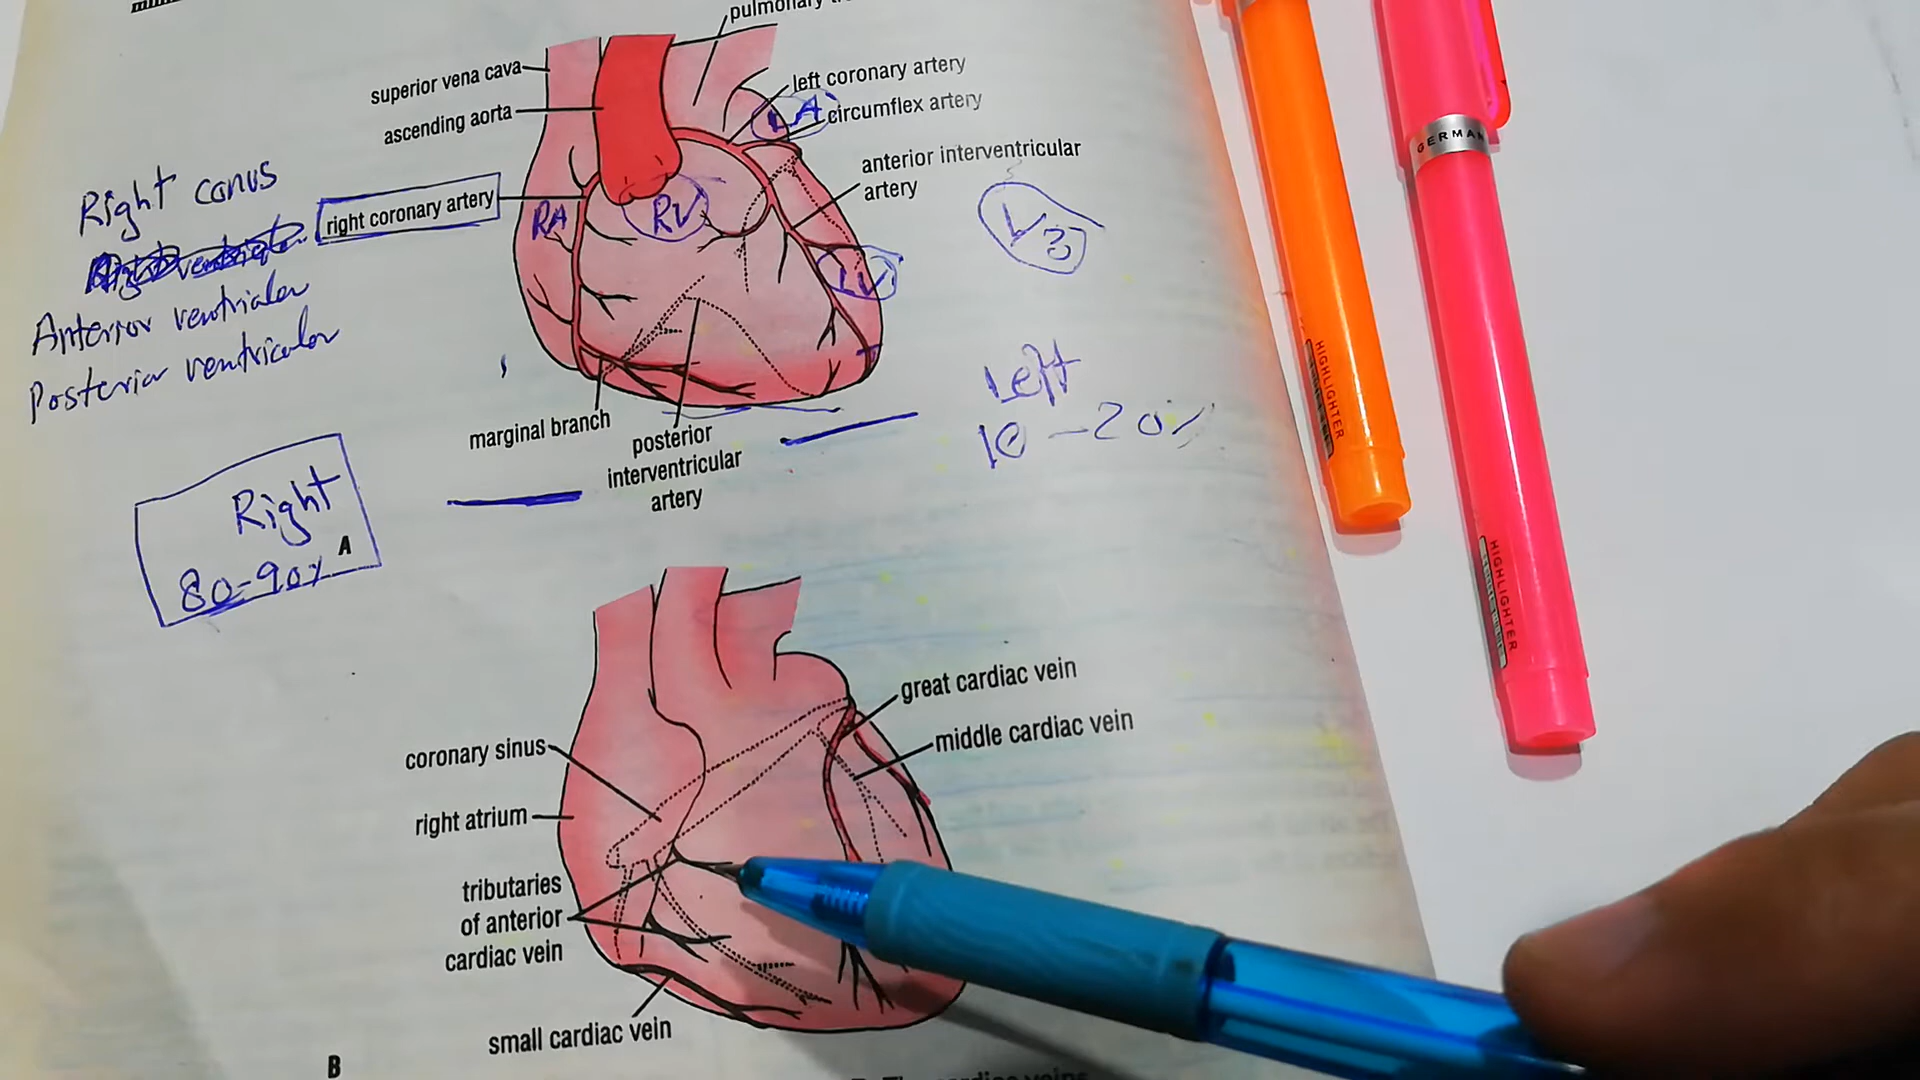 superior vena cava
ascending aorta
right coronary artery
left coronary artery
circumflex artery
anterior interventricular
artery
LA
RA
RV
LV
1/3
Right conus
Anterior ventricular
Posterior ventricular
marginal branch
posterior
interventricular
artery
Left
10-20%
Right
80-90%
A
great cardiac vein
middle cardiac vein
coronary sinus
right atrium
tributaries
of anterior
cardiac vein
small cardiac vein
B
GERMAN
HIGHLIGHTER
HIGHLIGHTER